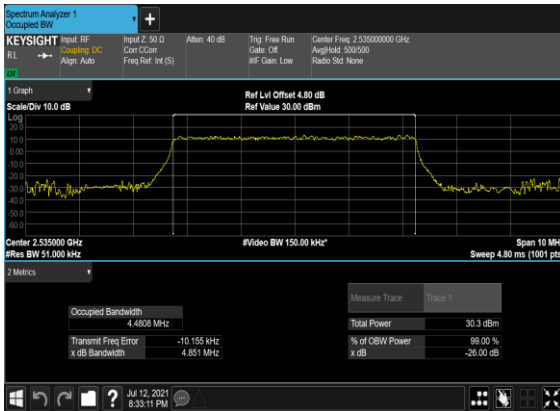 Spectrum Analyzer 1
Occupied BW
KEYSIGHT
RL
Input: RF
Coupling: DC
Align: Auto
Input Z: 50 Ω
Corr CCorr
Freq Ref: Int (S)
Atten: 40 dB
Trig: Free Run
Gate: Off
#IF Gain: Low
Center Freq: 2.535000000 GHz
Avg|Hold: 500/500
Radio Std: None
1 Graph
Scale/Div 10.0 dB
Ref Lvl Offset 4.80 dB
Ref Value 30.00 dBm
Log
20.0
10.0
0.00
-10.0
-20.0
-30.0
-40.0
-50.0
-60.0
Center 2.535000 GHz
#Res BW 51.000 kHz
#Video BW 150.00 kHz*
Span 10 MH
Sweep 4.80 ms (1001 pts
2 Metrics
Measure Trace
Trace 1
Occupied Bandwidth
4.4808 MHz
Total Power
30.3 dBm
Transmit Freq Error
-10.155 kHz
% of OBW Power
99.00 %
x dB Bandwidth
4.851 MHz
x dB
-26.00 dB
Jul 12, 2021
8:33:11 PM